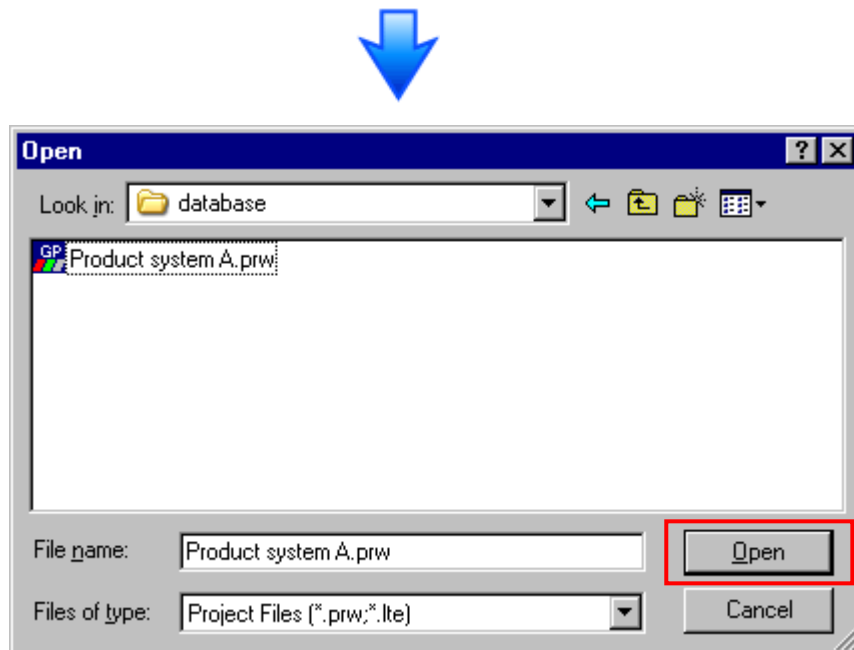 Open
Look in: database
GP Product system A.prw
File name: Product system A.prw Open
Files of type: Project Files (*.prw;*.lte) Cancel